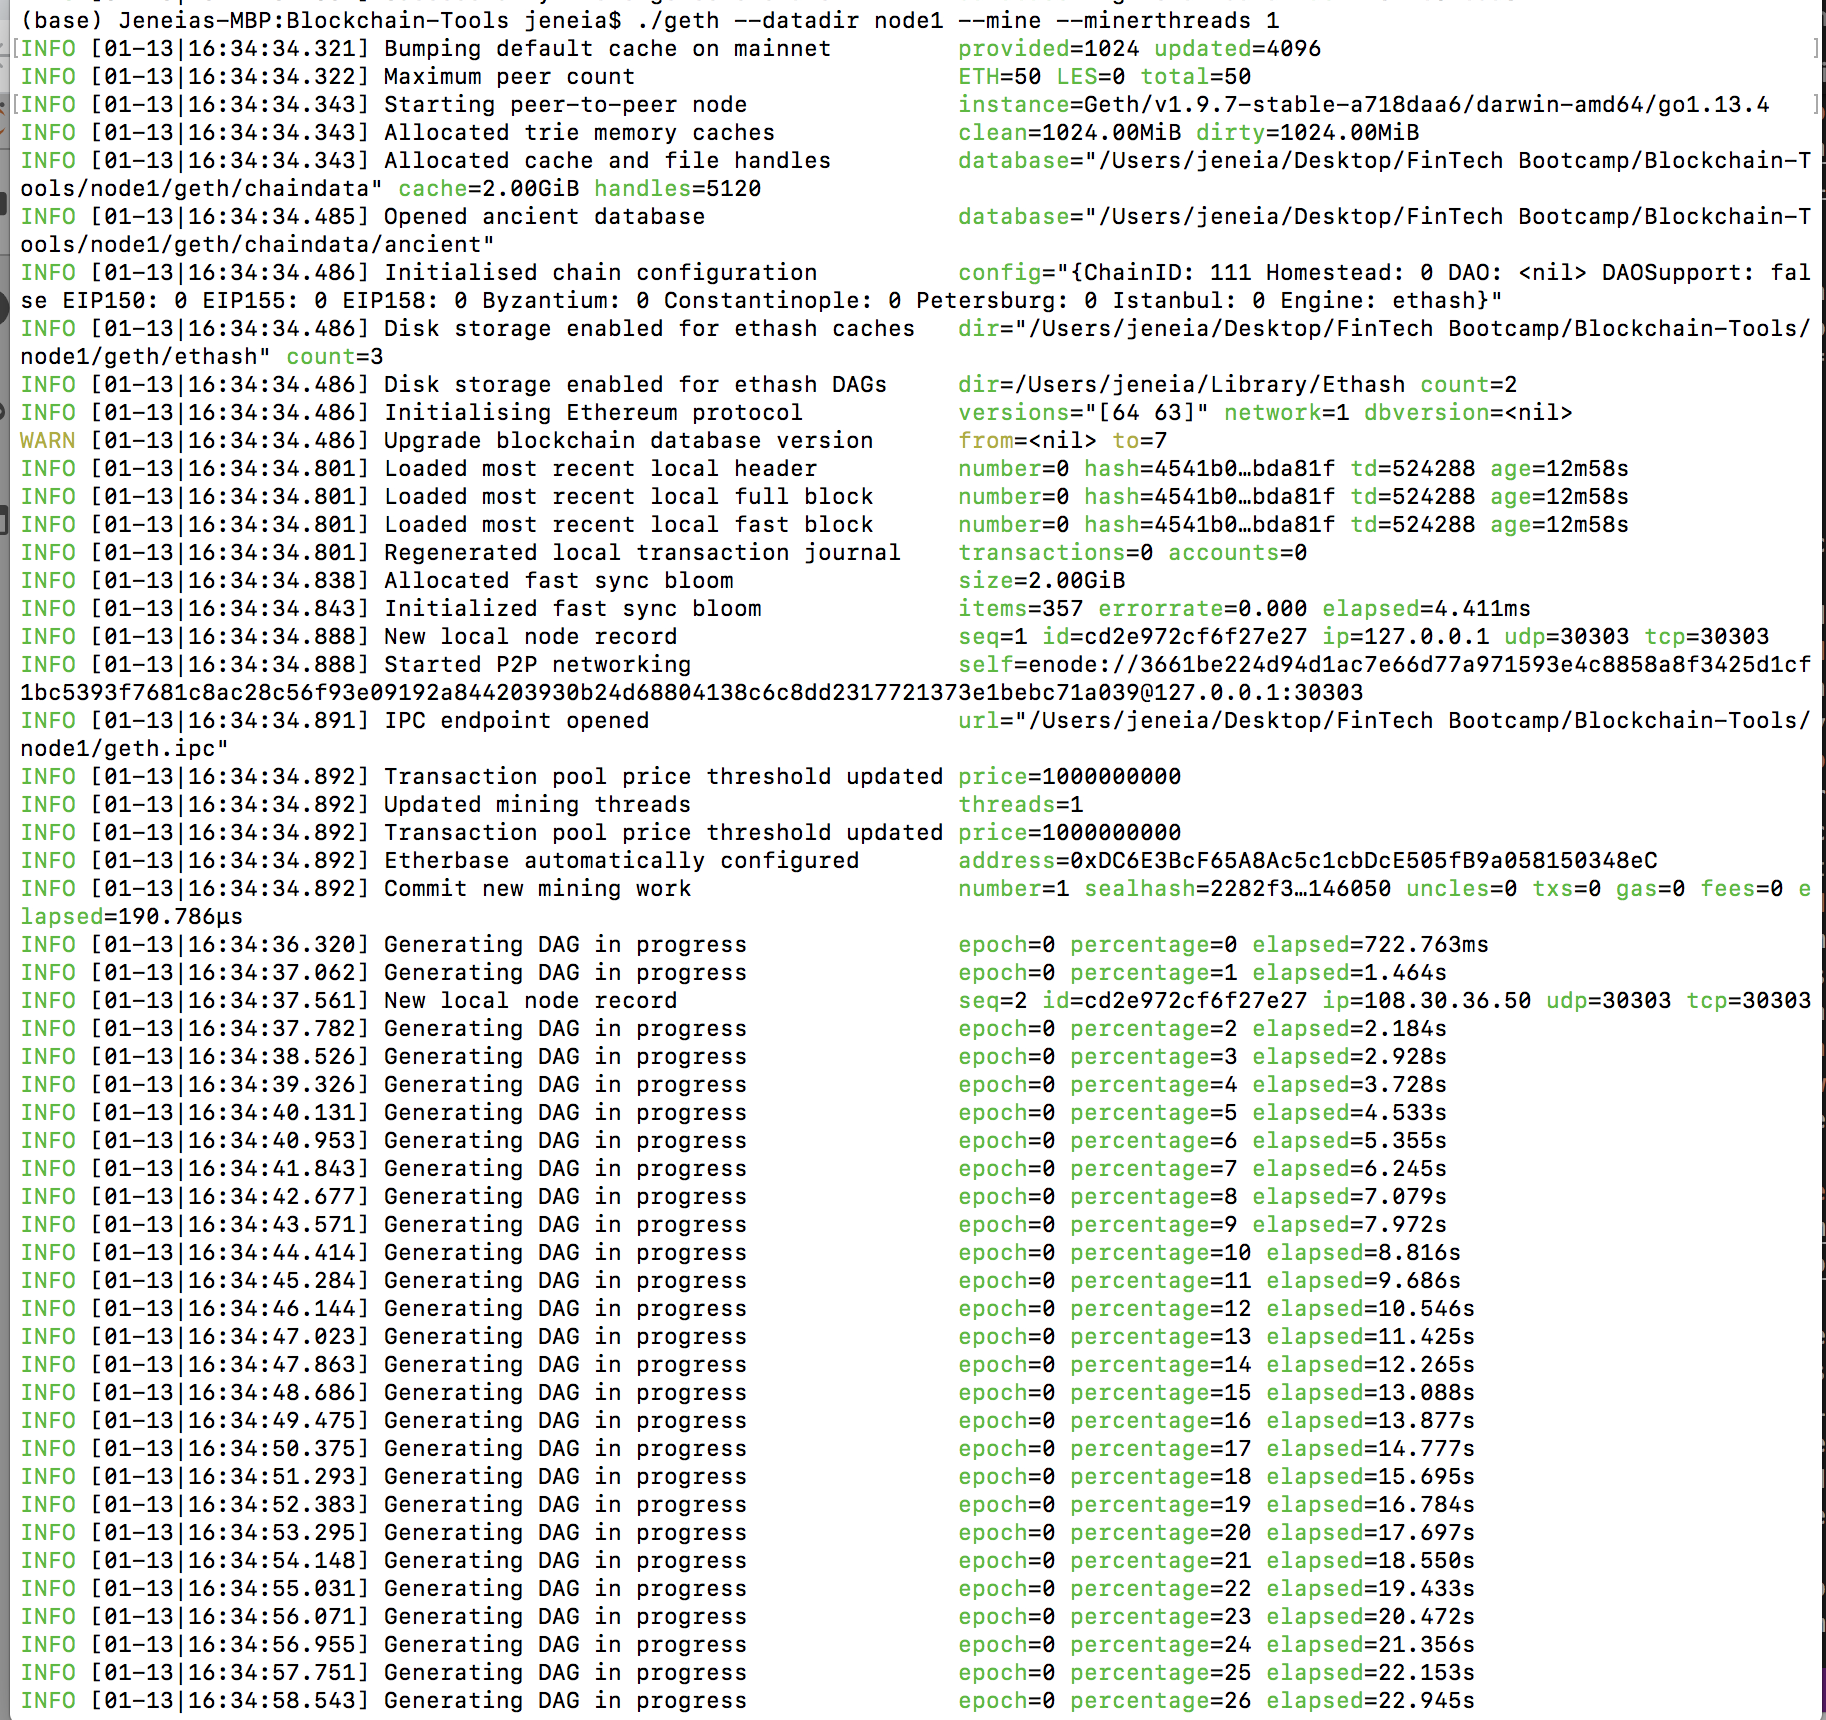 (base) Jeneias-MBP:Blockchain-Tools jeneia$ ./geth --datadir node1 --mine --minerthreads 1
[INFO [01-13|16:34:34.321] Bumping default cache on mainnet provided=1024 updated=4096 ]
INFO [01-13|16:34:34.322] Maximum peer count ETH=50 LES=0 total=50
[INFO [01-13|16:34:34.343] Starting peer-to-peer node instance=Geth/v1.9.7-stable-a718daa6/darwin-amd64/go1.13.4 ]
INFO [01-13|16:34:34.343] Allocated trie memory caches clean=1024.00MiB dirty=1024.00MiB
INFO [01-13|16:34:34.343] Allocated cache and file handles database="/Users/jeneia/Desktop/FinTech Bootcamp/Blockchain-T
ools/node1/geth/chaindata" cache=2.00GiB handles=5120
INFO [01-13|16:34:34.485] Opened ancient database database="/Users/jeneia/Desktop/FinTech Bootcamp/Blockchain-T
ools/node1/geth/chaindata/ancient"
INFO [01-13|16:34:34.486] Initialised chain configuration config="{ChainID: 111 Homestead: 0 DAO: <nil> DAOSupport: fal
se EIP150: 0 EIP155: 0 EIP158: 0 Byzantium: 0 Constantinople: 0 Petersburg: 0 Istanbul: 0 Engine: ethash}"
INFO [01-13|16:34:34.486] Disk storage enabled for ethash caches dir="/Users/jeneia/Desktop/FinTech Bootcamp/Blockchain-Tools/
node1/geth/ethash" count=3
INFO [01-13|16:34:34.486] Disk storage enabled for ethash DAGs dir=/Users/jeneia/Library/Ethash count=2
INFO [01-13|16:34:34.486] Initialising Ethereum protocol versions="[64 63]" network=1 dbversion=<nil>
WARN [01-13|16:34:34.486] Upgrade blockchain database version from=<nil> to=7
INFO [01-13|16:34:34.801] Loaded most recent local header number=0 hash=4541b0…bda81f td=524288 age=12m58s
INFO [01-13|16:34:34.801] Loaded most recent local full block number=0 hash=4541b0…bda81f td=524288 age=12m58s
INFO [01-13|16:34:34.801] Loaded most recent local fast block number=0 hash=4541b0…bda81f td=524288 age=12m58s
INFO [01-13|16:34:34.801] Regenerated local transaction journal transactions=0 accounts=0
INFO [01-13|16:34:34.838] Allocated fast sync bloom size=2.00GiB
INFO [01-13|16:34:34.843] Initialized fast sync bloom items=357 errorrate=0.000 elapsed=4.411ms
INFO [01-13|16:34:34.888] New local node record seq=1 id=cd2e972cf6f27e27 ip=127.0.0.1 udp=30303 tcp=30303
INFO [01-13|16:34:34.888] Started P2P networking self=enode://3661be224d94d1ac7e66d77a971593e4c8858a8f3425d1cf
1bc5393f7681c8ac28c56f93e09192a844203930b24d68804138c6c8dd2317721373e1bebc71a039@127.0.0.1:30303
INFO [01-13|16:34:34.891] IPC endpoint opened url="/Users/jeneia/Desktop/FinTech Bootcamp/Blockchain-Tools/
node1/geth.ipc"
INFO [01-13|16:34:34.892] Transaction pool price threshold updated price=1000000000
INFO [01-13|16:34:34.892] Updated mining threads threads=1
INFO [01-13|16:34:34.892] Transaction pool price threshold updated price=1000000000
INFO [01-13|16:34:34.892] Etherbase automatically configured address=0xDC6E3BcF65A8Ac5c1cbDcE505fB9a058150348eC
INFO [01-13|16:34:34.892] Commit new mining work number=1 sealhash=2282f3…146050 uncles=0 txs=0 gas=0 fees=0 e
lapsed=190.786µs
INFO [01-13|16:34:36.320] Generating DAG in progress epoch=0 percentage=0 elapsed=722.763ms
INFO [01-13|16:34:37.062] Generating DAG in progress epoch=0 percentage=1 elapsed=1.464s
INFO [01-13|16:34:37.561] New local node record seq=2 id=cd2e972cf6f27e27 ip=108.30.36.50 udp=30303 tcp=30303
INFO [01-13|16:34:37.782] Generating DAG in progress epoch=0 percentage=2 elapsed=2.184s
INFO [01-13|16:34:38.526] Generating DAG in progress epoch=0 percentage=3 elapsed=2.928s
INFO [01-13|16:34:39.326] Generating DAG in progress epoch=0 percentage=4 elapsed=3.728s
INFO [01-13|16:34:40.131] Generating DAG in progress epoch=0 percentage=5 elapsed=4.533s
INFO [01-13|16:34:40.953] Generating DAG in progress epoch=0 percentage=6 elapsed=5.355s
INFO [01-13|16:34:41.843] Generating DAG in progress epoch=0 percentage=7 elapsed=6.245s
INFO [01-13|16:34:42.677] Generating DAG in progress epoch=0 percentage=8 elapsed=7.079s
INFO [01-13|16:34:43.571] Generating DAG in progress epoch=0 percentage=9 elapsed=7.972s
INFO [01-13|16:34:44.414] Generating DAG in progress epoch=0 percentage=10 elapsed=8.816s
INFO [01-13|16:34:45.284] Generating DAG in progress epoch=0 percentage=11 elapsed=9.686s
INFO [01-13|16:34:46.144] Generating DAG in progress epoch=0 percentage=12 elapsed=10.546s
INFO [01-13|16:34:47.023] Generating DAG in progress epoch=0 percentage=13 elapsed=11.425s
INFO [01-13|16:34:47.863] Generating DAG in progress epoch=0 percentage=14 elapsed=12.265s
INFO [01-13|16:34:48.686] Generating DAG in progress epoch=0 percentage=15 elapsed=13.088s
INFO [01-13|16:34:49.475] Generating DAG in progress epoch=0 percentage=16 elapsed=13.877s
INFO [01-13|16:34:50.375] Generating DAG in progress epoch=0 percentage=17 elapsed=14.777s
INFO [01-13|16:34:51.293] Generating DAG in progress epoch=0 percentage=18 elapsed=15.695s
INFO [01-13|16:34:52.383] Generating DAG in progress epoch=0 percentage=19 elapsed=16.784s
INFO [01-13|16:34:53.295] Generating DAG in progress epoch=0 percentage=20 elapsed=17.697s
INFO [01-13|16:34:54.148] Generating DAG in progress epoch=0 percentage=21 elapsed=18.550s
INFO [01-13|16:34:55.031] Generating DAG in progress epoch=0 percentage=22 elapsed=19.433s
INFO [01-13|16:34:56.071] Generating DAG in progress epoch=0 percentage=23 elapsed=20.472s
INFO [01-13|16:34:56.955] Generating DAG in progress epoch=0 percentage=24 elapsed=21.356s
INFO [01-13|16:34:57.751] Generating DAG in progress epoch=0 percentage=25 elapsed=22.153s
INFO [01-13|16:34:58.543] Generating DAG in progress epoch=0 percentage=26 elapsed=22.945s